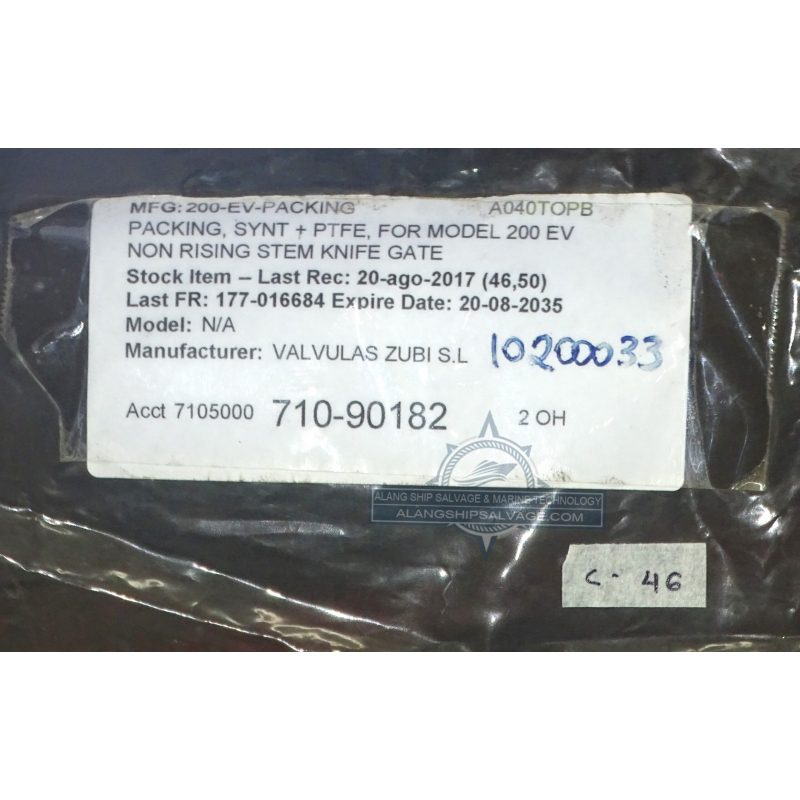 MFG: 200-EV-PACKING A040TOPB
PACKING, SYNT + PTFE, FOR MODEL 200 EV
NON RISING STEM KNIFE GATE
Stock Item – Last Rec: 20-ago-2017 (46,50)
Last FR: 177-016684 Expire Date: 20-08-2035
Model: N/A
Manufacturer: VALVULAS ZUBI S.L 10200033
Acct 7105000 710-90182 2 OH
ALANG SHIP SALVAGE & MARINE TECHNOLOGY
ALANGSHIPSALVAGE.COM
C - 46